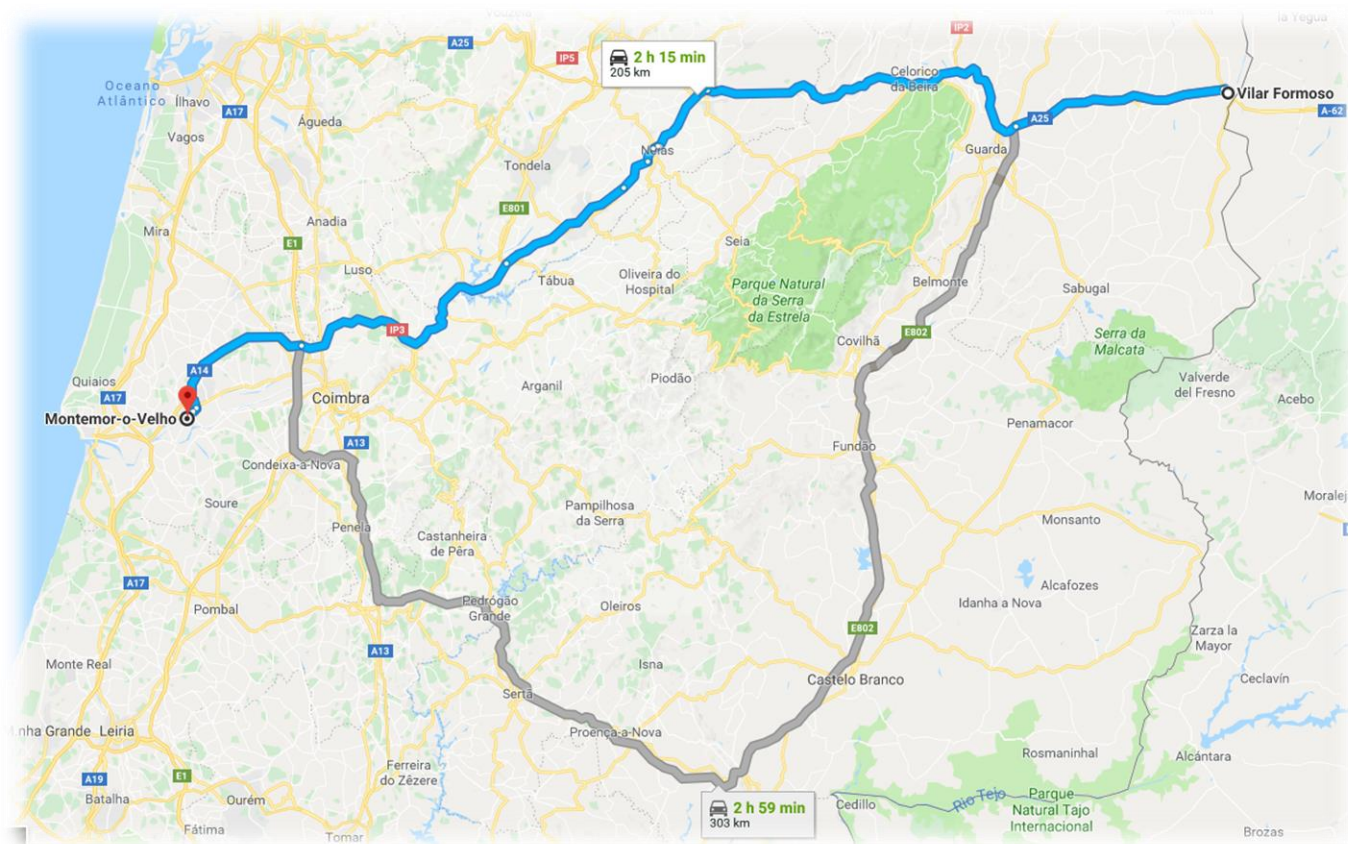 Vouzela
la Yegua
IP2
A25
IP5
2 h 15 min
205 km
Oceano
Atlântico
Ílhavo
A17
Águeda
Vagos
Celorico
da Beira
Vilar Formoso
A-62
A25
Guarda
Nelas
Tondela
E801
Mira
Anadia
E1
Luso
Seia
Tábua
Oliveira do
Hospital
Parque Natural
da Serra
da Estrela
Belmonte
Sabugal
IP3
E802
Covilhã
Serra da
Malcata
Quiaios
A14
A17
Montemor-o-Velho
Coimbra
Arganil
Piodão
Valverde
del Fresno
Acebo
Penamacor
A13
Condeixa-a-Nova
Fundão
Soure
Penela
Pampilhosa
da Serra
Castanheira
de Pêra
Monsanto
Moralej
A17
Pombal
Pedrógão
Grande
Oleiros
Alcafozes
Idanha a Nova
E802
Zarza la
Mayor
Monte Real
A13
Isna
Castelo Branco
Ceclavín
Sertã
nha Grande
Leiria
Proença-a-Nova
Rosmaninhal
Alcántara
A19
E1
Batalha
Ourém
Ferreira
do Zêzere
2 h 59 min
303 km
Cedillo
Rio Tejo
Parque
Natural Tajo
Internacional
Fátima
Tomar
Brozas